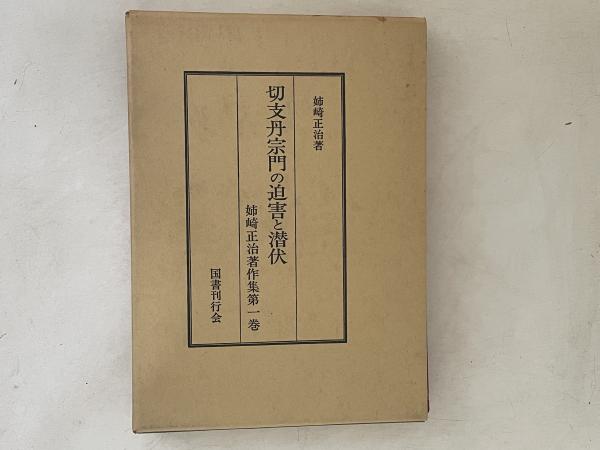 姉崎正治著
切支丹宗門の迫害と潜伏
姉崎正治著作集第一巻
国書刊行会